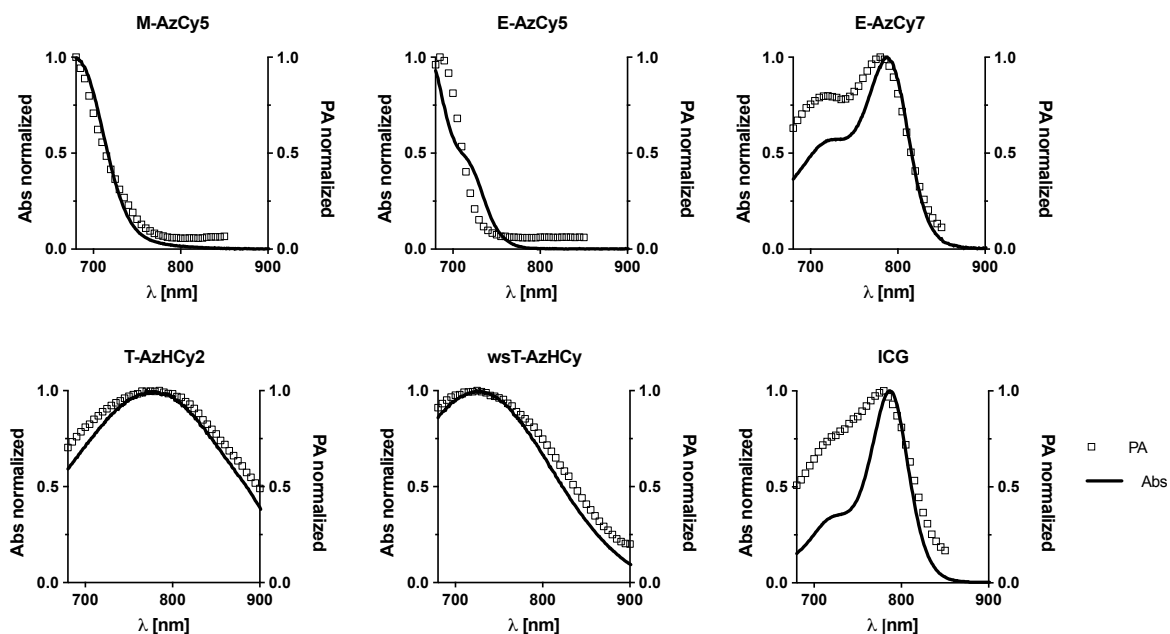 M-AzCy5
1.0
0.5
0.0
Abs normalized
1.0
0.5
0.0
PA normalized
700
800
900
λ [nm]
E-AzCy5
1.0
0.5
0.0
Abs normalized
1.0
0.5
0.0
PA normalized
700
800
900
λ [nm]
E-AzCy7
1.0
0.5
0.0
Abs normalized
1.0
0.5
0.0
PA normalized
700
800
900
λ [nm]
T-AzHCy2
1.0
0.5
0.0
Abs normalized
1.0
0.5
0.0
PA normalized
700
800
900
λ [nm]
wsT-AzHCy
1.0
0.5
0.0
Abs normalized
1.0
0.5
0.0
PA normalized
700
800
900
λ [nm]
ICG
1.0
0.5
0.0
Abs normalized
1.0
0.5
0.0
PA normalized
700
800
900
λ |nm]
PA
Abs